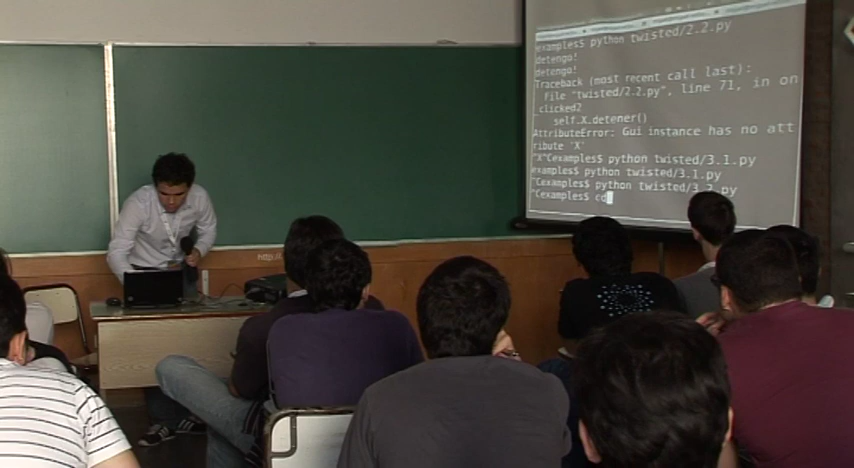 examples$ python twisted/2.2.py
detengo!
detengo!
Traceback (most recent call last):
File "twisted/2.2.py", line 71, in on
clicked2
self.X.detener()
AttributeError: Gui instance has no att
ribute 'X'
^X^Cexamples$ python twisted/3.1.py
examples$ python twisted/3.1.py
^Cexamples$ python twisted/3.2.py
^Cexamples$ cd
http:/